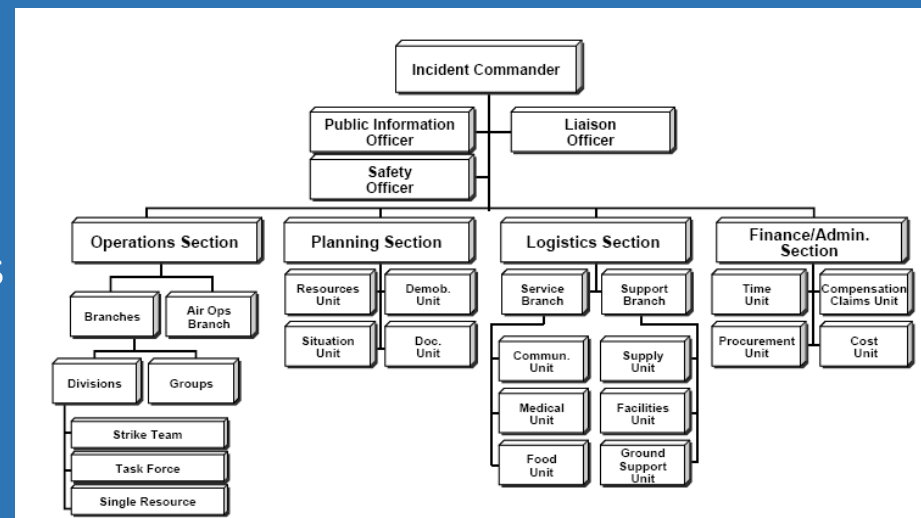 Incident Commander
Public Information
Officer
Liaison
Officer
Safety
Officer
Operations Section
Planning Section
Logistics Section
Finance/Admin.
Section
Branches
Air Ops
Branch
Divisions
Groups
Strike Team
Task Force
Single Resource
Resources
Unit
Demob.
Unit
Situation
Unit
Doc.
Unit
Service
Branch
Support
Branch
Commun.
Unit
Supply
Unit
Medical
Unit
Facilities
Unit
Food
Unit
Ground
Support
Unit
Time
Unit
Compensation
Claims Unit
Procurement
Unit
Cost
Unit